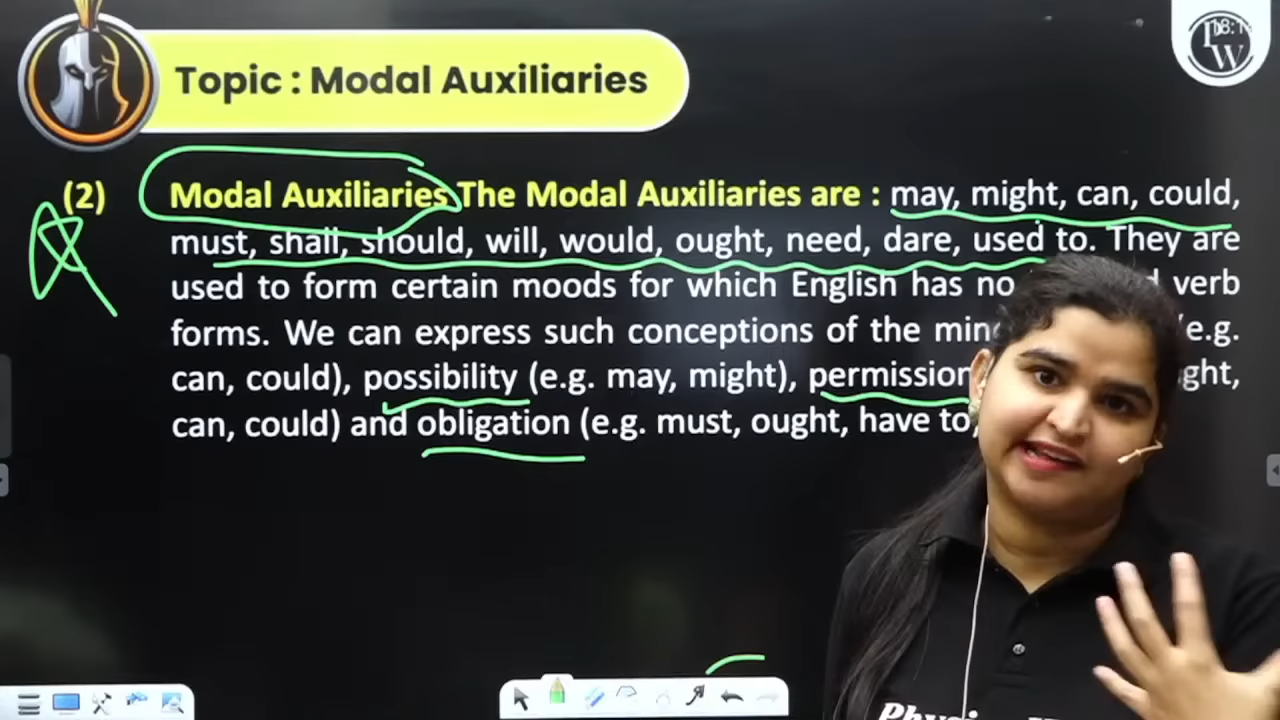 18:1
PW
Topic : Modal Auxiliaries
(2) Modal Auxiliaries The Modal Auxiliaries are : may, might, can, could,
must, shall, should, will, would, ought, need, dare, used to. They are
used to form certain moods for which English has no verb
forms. We can express such conceptions of the (e.g.
can, could), possibility (e.g. may, might), permission
can, could) and obligation (e.g. must, ought, have to,